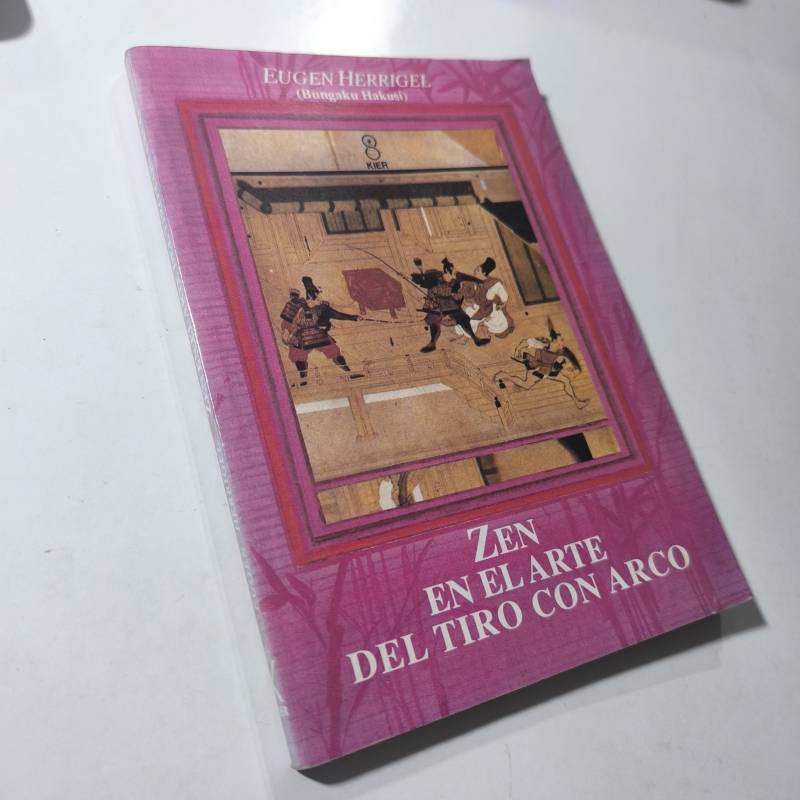 EUGEN HERRIGEL
(Bungaku Hakusi)
KIER
ZEN
EN EL ARTE
DEL TIRO CON ARCO